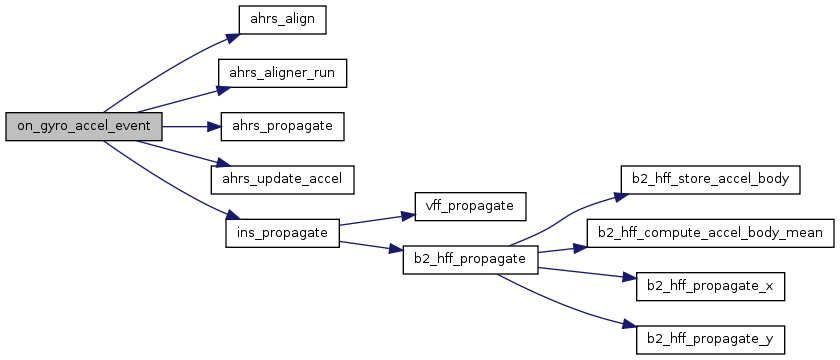 ahrs_align
ahrs_aligner_run
on_gyro_accel_event
ahrs_propagate
ahrs_update_accel
ins_propagate
vff_propagate
b2_hff_propagate
b2_hff_store_accel_body
b2_hff_compute_accel_body_mean
b2_hff_propagate_x
b2_hff_propagate_y